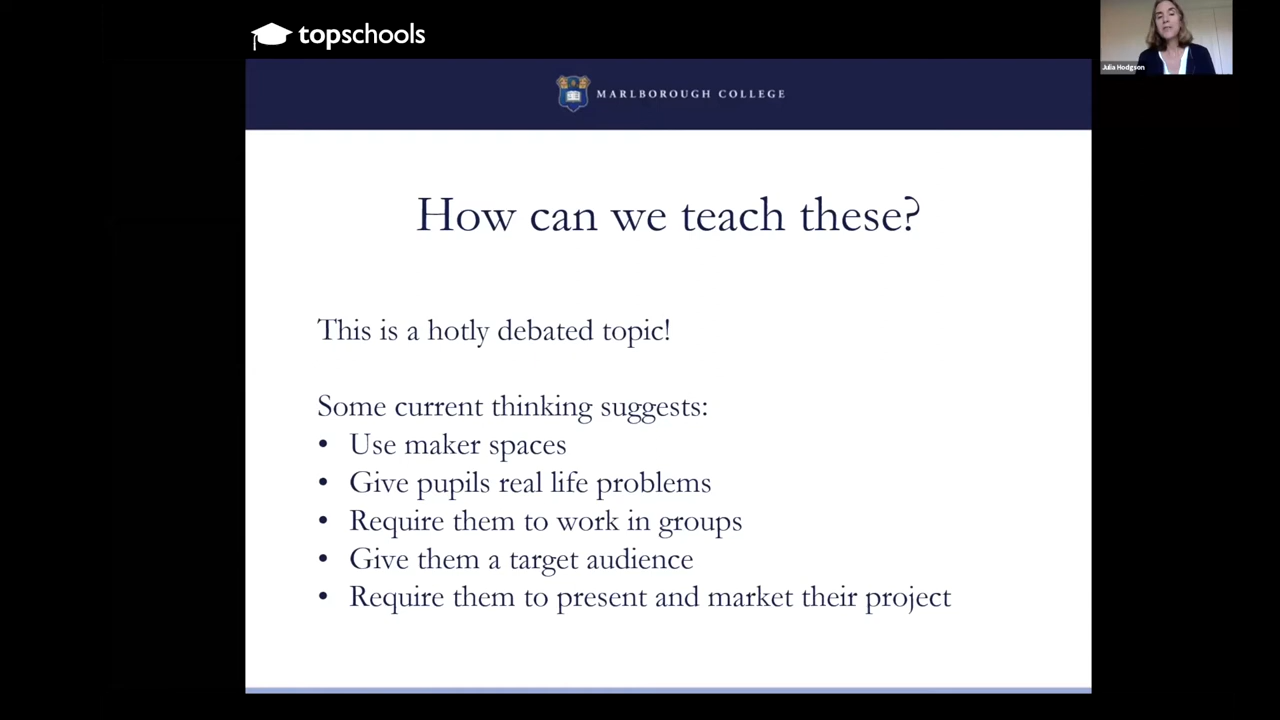 topschools
Julia Hodgson
MARLBOROUGH COLLEGE
How can we teach these?
This is a hotly debated topic!
Some current thinking suggests:
• Use maker spaces
• Give pupils real life problems
• Require them to work in groups
• Give them a target audience
• Require them to present and market their project